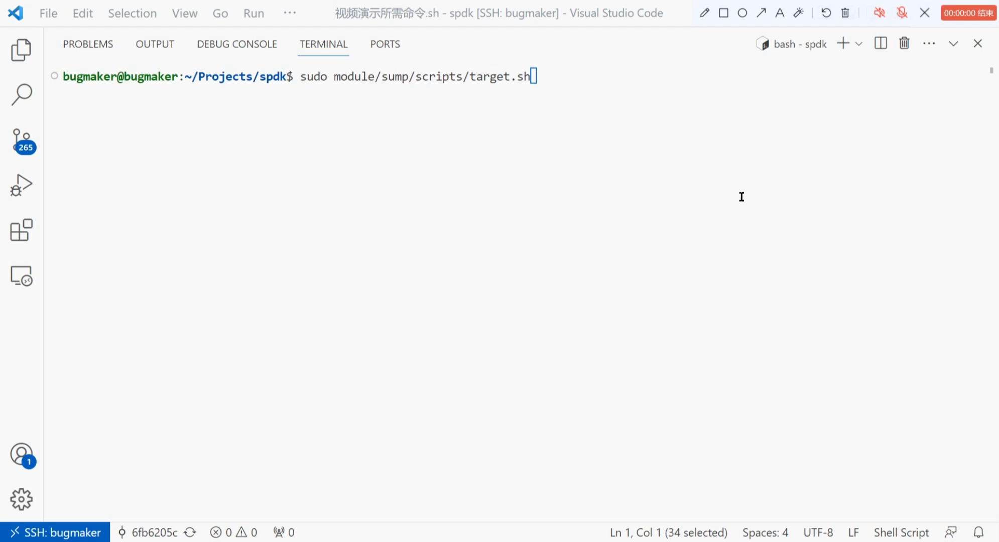 File Edit Selection View Go Run ··· 视频演示所需命令.sh - spdk [SSH: bugmaker] - Visual Studio Code 00:00:00 结束
PROBLEMS OUTPUT DEBUG CONSOLE TERMINAL PORTS bash - spdk
bugmaker@bugmaker:~/Projects/spdk$ sudo module/sump/scripts/target.sh
265
1
SSH: bugmaker 6fb6205c 0 0 0 Ln 1, Col 1 (34 selected) Spaces: 4 UTF-8 LF Shell Script